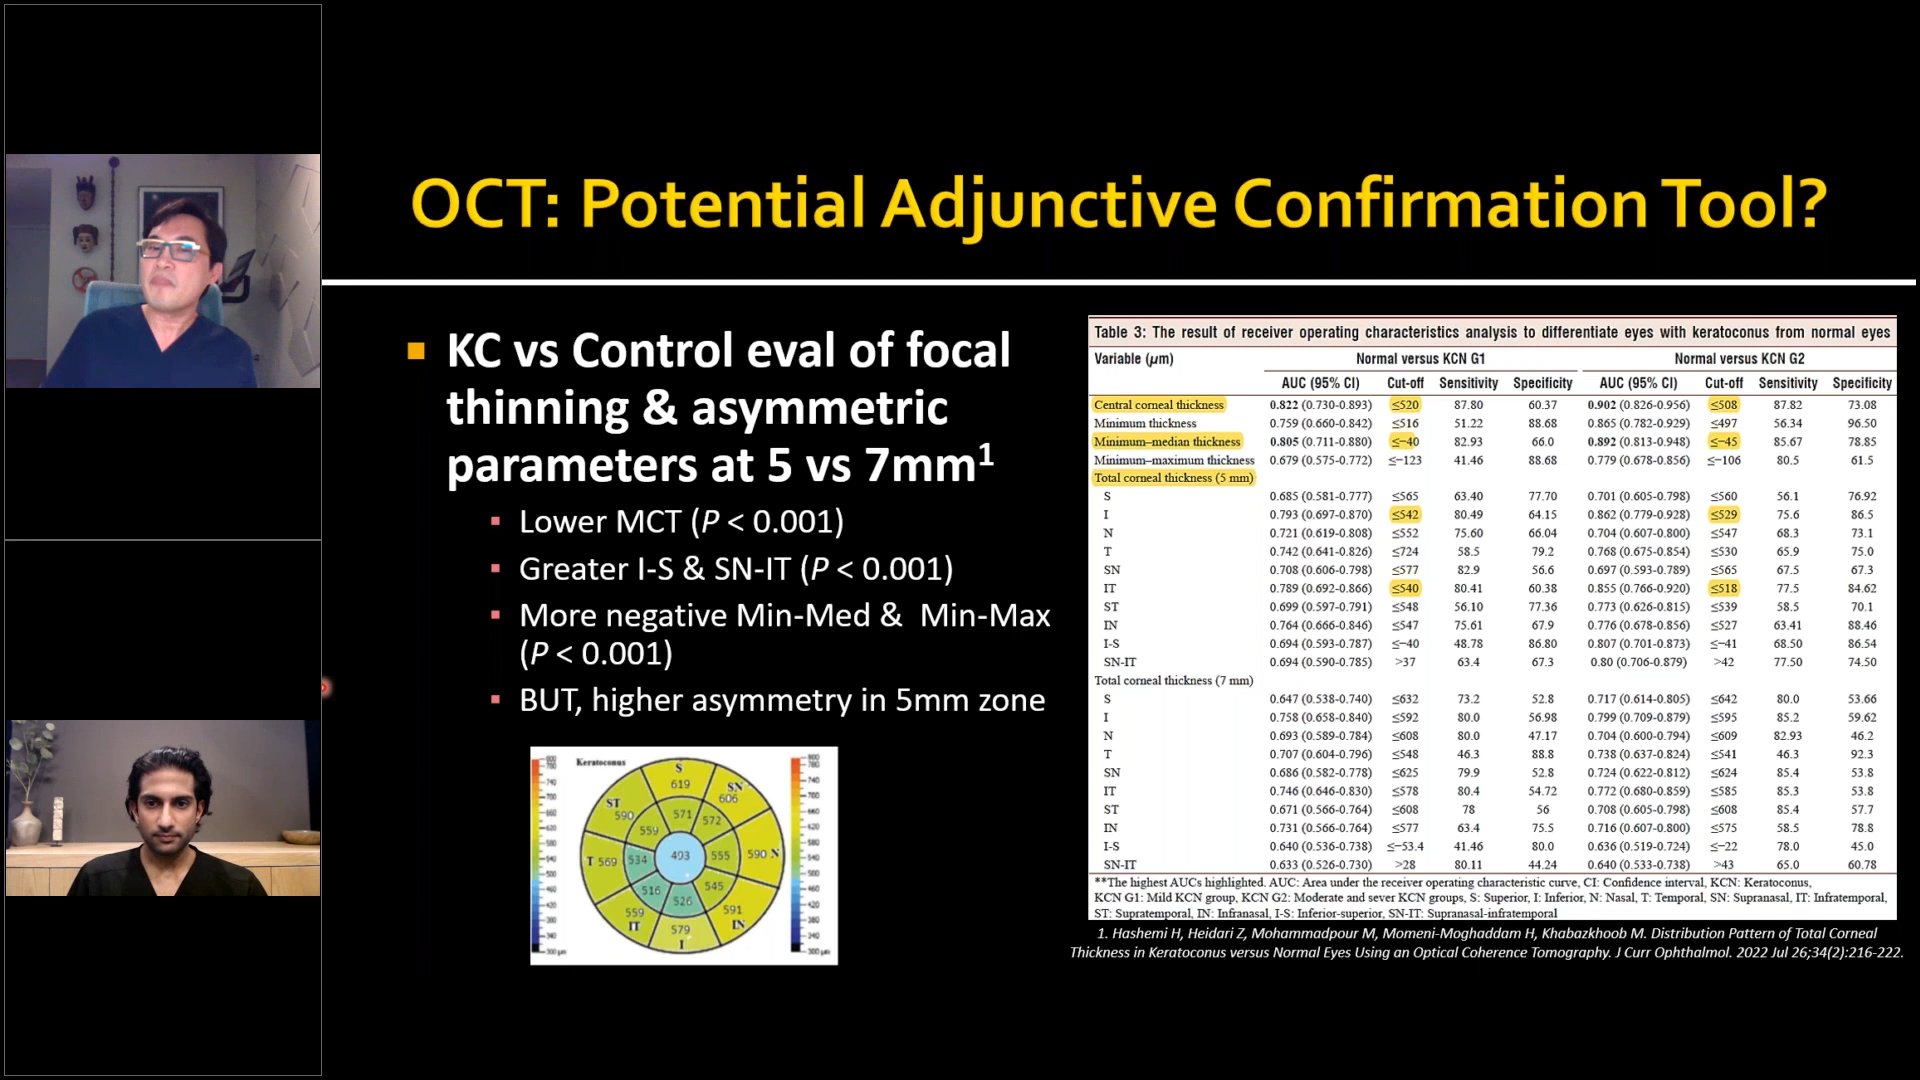 OCT: Potential Adjunctive Confirmation Tool?
KC vs Control eval of focal
thinning & asymmetric
parameters at 5 vs 7mm1
Lower MCT (P < 0.001)
Greater I-S & SN-IT (P < 0.001)
More negative Min-Med & Min-Max
(P < 0.001)
BUT, higher asymmetry in 5mm zone
Keratoconus
S
619
SN
606
ST
590
571
572
559
T 569
534
493
555
590 N
516
545
526
559
IT
591
IN
579
I
Table 3: The result of receiver operating characteristics analysis to differentiate eyes with keratoconus from normal eyes
Variable (µm) Normal versus KCN G1 Normal versus KCN G2
AUC (95% CI) Cut-off Sensitivity Specificity AUC (95% CI) Cut-off Sensitivity Specificity
Central corneal thickness 0.822 (0.730-0.893) ≤520 87.80 60.37 0.902 (0.826-0.956) ≤508 87.82 73.08
Minimum thickness 0.759 (0.660-0.842) ≤516 51.22 88.68 0.865 (0.782-0.929) ≤497 56.34 96.50
Minimum–median thickness 0.805 (0.711-0.880) ≤−40 82.93 66.0 0.892 (0.813-0.948) ≤−45 85.67 78.85
Minimum–maximum thickness 0.679 (0.575-0.772) ≤−123 41.46 88.68 0.779 (0.678-0.856) ≤−106 80.5 61.5
Total corneal thickness (5 mm)
S 0.685 (0.581-0.777) ≤565 63.40 77.70 0.701 (0.605-0.798) ≤560 56.1 76.92
I 0.793 (0.697-0.870) ≤542 80.49 64.15 0.862 (0.779-0.928) ≤529 75.6 86.5
N 0.721 (0.619-0.808) ≤552 75.60 66.04 0.704 (0.607-0.800) ≤547 68.3 73.1
T 0.742 (0.641-0.826) ≤724 58.5 79.2 0.768 (0.675-0.854) ≤530 65.9 75.0
SN 0.708 (0.606-0.798) ≤577 82.9 56.6 0.697 (0.593-0.789) ≤565 67.5 67.3
IT 0.789 (0.692-0.866) ≤540 80.41 60.38 0.855 (0.766-0.920) ≤518 77.5 84.62
ST 0.699 (0.597-0.791) ≤548 56.10 77.36 0.773 (0.626-0.815) ≤539 58.5 70.1
IN 0.764 (0.666-0.846) ≤547 75.61 67.9 0.776 (0.678-0.856) ≤527 63.41 88.46
I-S 0.694 (0.593-0.787) ≤−40 48.78 86.80 0.807 (0.701-0.873) ≤−41 68.50 86.54
SN-IT 0.694 (0.590-0.785) >37 63.4 67.3 0.80 (0.706-0.879) >42 77.50 74.50
Total corneal thickness (7 mm)
S 0.647 (0.538-0.740) ≤632 73.2 52.8 0.717 (0.614-0.805) ≤642 80.0 53.66
I 0.758 (0.658-0.840) ≤592 80.0 56.98 0.799 (0.709-0.879) ≤595 85.2 59.62
N 0.693 (0.589-0.784) ≤608 80.0 47.17 0.704 (0.600-0.794) ≤609 82.93 46.2
T 0.707 (0.604-0.796) ≤548 46.3 88.8 0.738 (0.637-0.824) ≤541 46.3 92.3
SN 0.686 (0.582-0.778) ≤625 79.9 52.8 0.724 (0.622-0.812) ≤624 85.4 53.8
IT 0.746 (0.646-0.830) ≤578 80.4 54.72 0.772 (0.680-0.859) ≤585 85.3 53.8
ST 0.671 (0.566-0.764) ≤608 78 56 0.708 (0.605-0.798) ≤608 85.4 57.7
IN 0.731 (0.566-0.764) ≤577 63.4 75.5 0.716 (0.607-0.800) ≤575 58.5 78.8
I-S 0.640 (0.536-0.738) ≤−53.4 41.46 80.0 0.636 (0.519-0.724) ≤−22 78.0 45.0
SN-IT 0.633 (0.526-0.730) >28 80.11 44.24 0.640 (0.533-0.738) >43 65.0 60.78
**The highest AUCs highlighted. AUC: Area under the receiver operating characteristic curve, CI: Confidence interval, KCN: Keratoconus,
KCN G1: Mild KCN group, KCN G2: Moderate and sever KCN groups, S: Superior, I: Inferior, N: Nasal, T: Temporal, SN: Supranasal, IT: Infratemporal,
ST: Supratemporal, IN: Infranasal, I-S: Inferior-superior, SN-IT: Supranasal-infratemporal
1. Hashemi H, Heidari Z, Mohammadpour M, Momeni-Moghaddam H, Khabazkhoob M. Distribution Pattern of Total Corneal
Thickness in Keratoconus versus Normal Eyes Using an Optical Coherence Tomography. J Curr Ophthalmol. 2022 Jul 26;34(2):216-222.